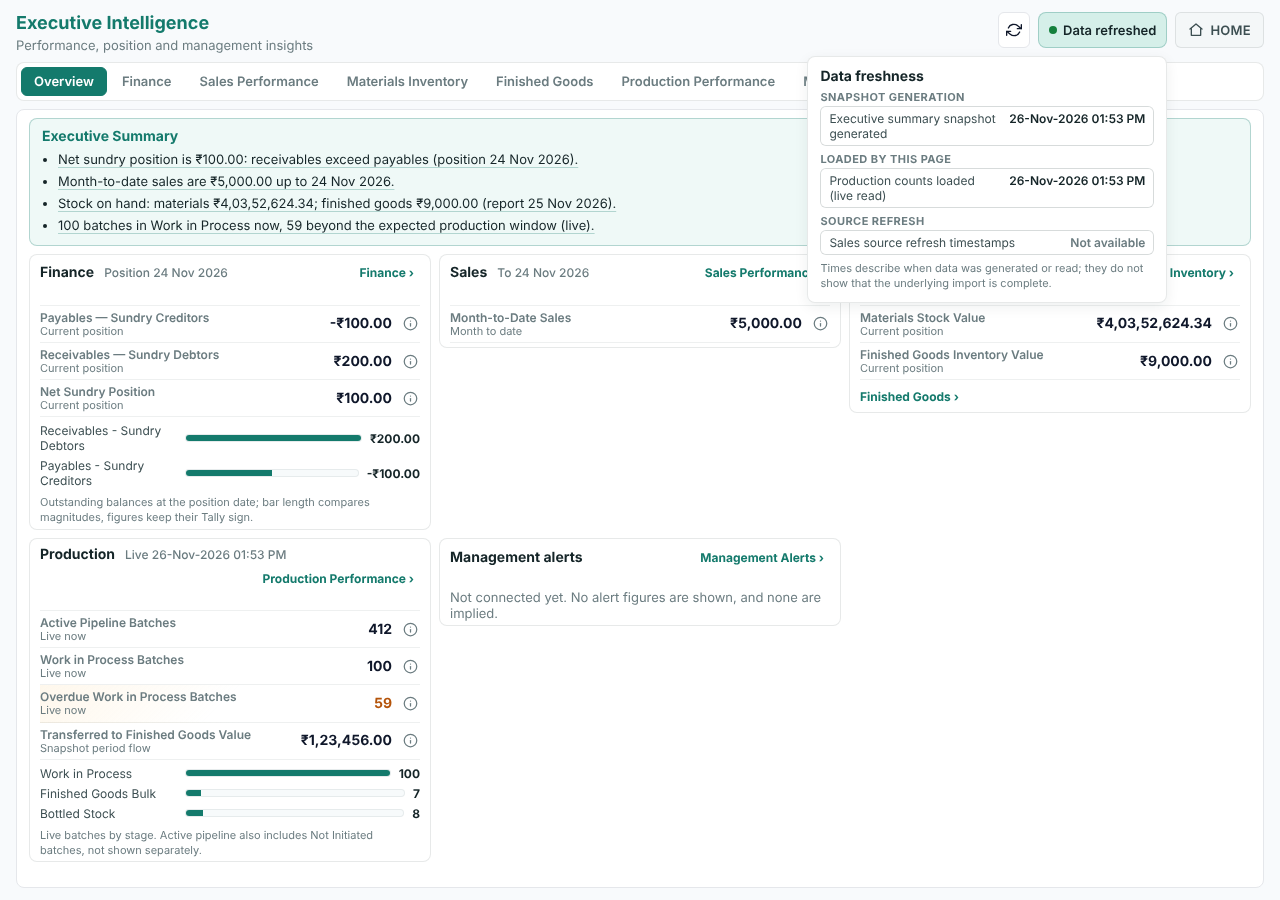 Executive Intelligence
Performance, position and management insights
Data refreshed
HOME
Overview
Finance
Sales Performance
Materials Inventory
Finished Goods
Production Performance
Data freshness
SNAPSHOT GENERATION
Executive summary snapshot generated
26-Nov-2026 01:53 PM
LOADED BY THIS PAGE
Production counts loaded (live read)
26-Nov-2026 01:53 PM
SOURCE REFRESH
Sales source refresh timestamps
Not available
Times describe when data was generated or read; they do not
show that the underlying import is complete.
Executive Summary
• Net sundry position is ₹100.00: receivables exceed payables (position 24 Nov 2026).
• Month-to-date sales are ₹5,000.00 up to 24 Nov 2026.
• Stock on hand: materials ₹4,03,52,624.34; finished goods ₹9,000.00 (report 25 Nov 2026).
• 100 batches in Work in Process now, 59 beyond the expected production window (live).
Finance Position 24 Nov 2026
Finance ›
Payables — Sundry Creditors
Current position
-₹100.00
Receivables — Sundry Debtors
Current position
₹200.00
Net Sundry Position
Current position
₹100.00
Receivables - Sundry
Debtors
₹200.00
Payables - Sundry
Creditors
-₹100.00
Outstanding balances at the position date; bar length compares
magnitudes, figures keep their Tally sign.
Sales To 24 Nov 2026
Sales
Month-to-Date Sales
Month to date
₹5,000.00
Inventory ›
Materials Stock Value
Current position
₹4,03,52,624.34
Finished Goods Inventory Value
Current position
₹9,000.00
Finished Goods ›
Production Live 26-Nov-2026 01:53 PM
Production Performance ›
Active Pipeline Batches
Live now
412
Work in Process Batches
Live now
100
Overdue Work in Process Batches
Live now
59
Transferred to Finished Goods Value
Snapshot period flow
₹1,23,456.00
Work in Process
100
Finished Goods Bulk
7
Bottled Stock
8
Live batches by stage. Active pipeline also includes Not Initiated
batches, not shown separately.
Management alerts
Management Alerts ›
Not connected yet. No alert figures are shown, and none are
implied.